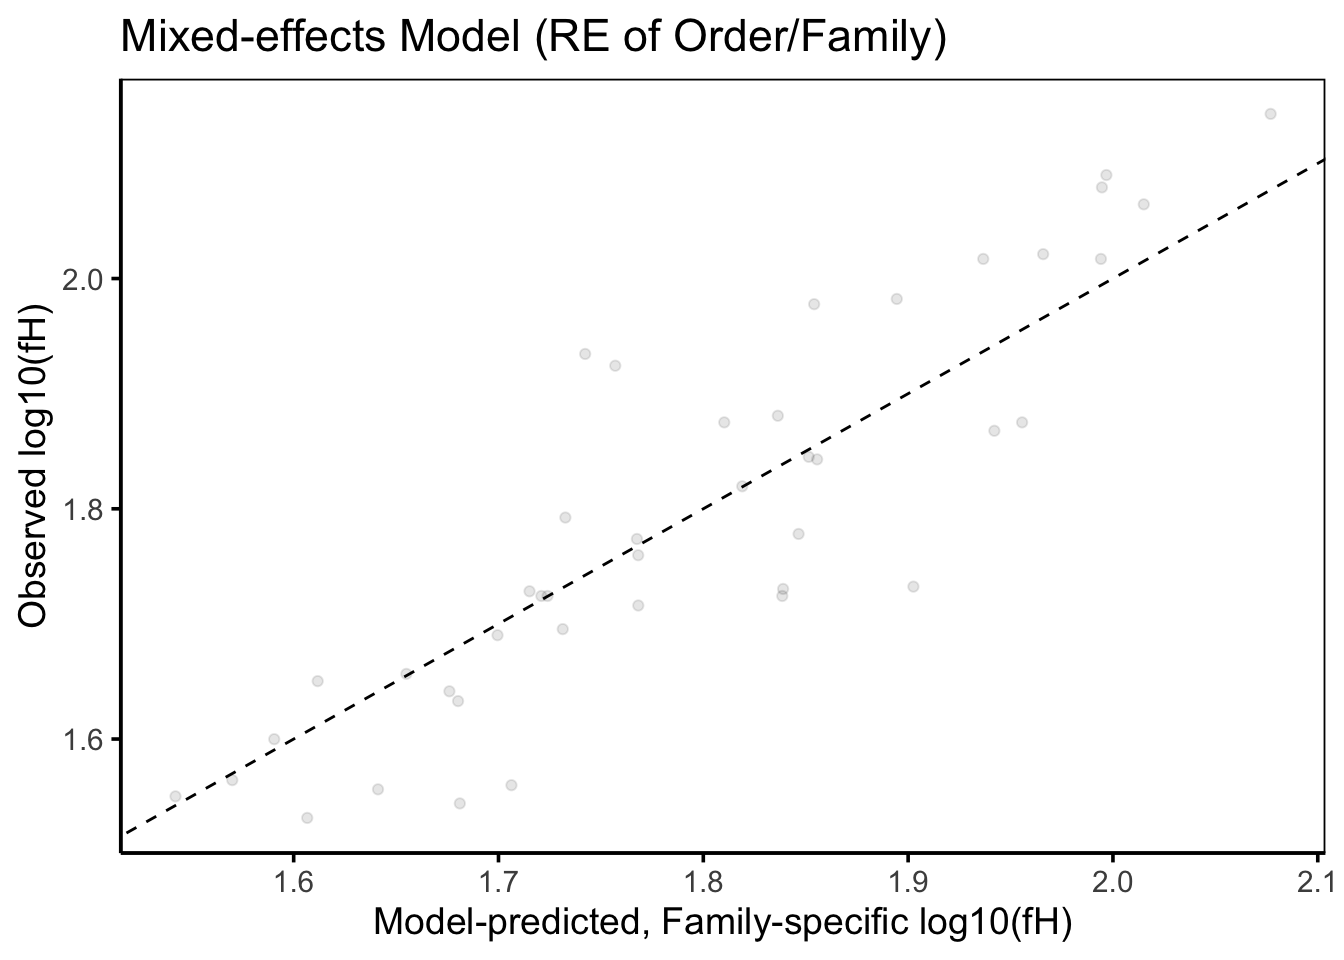 Mixed-effects Model (RE of Order/Family)
Observed log10(fH)
2.0
1.8
1.6
1.6 1.7 1.8 1.9 2.0 2.1
Model-predicted, Family-specific log10(fH)